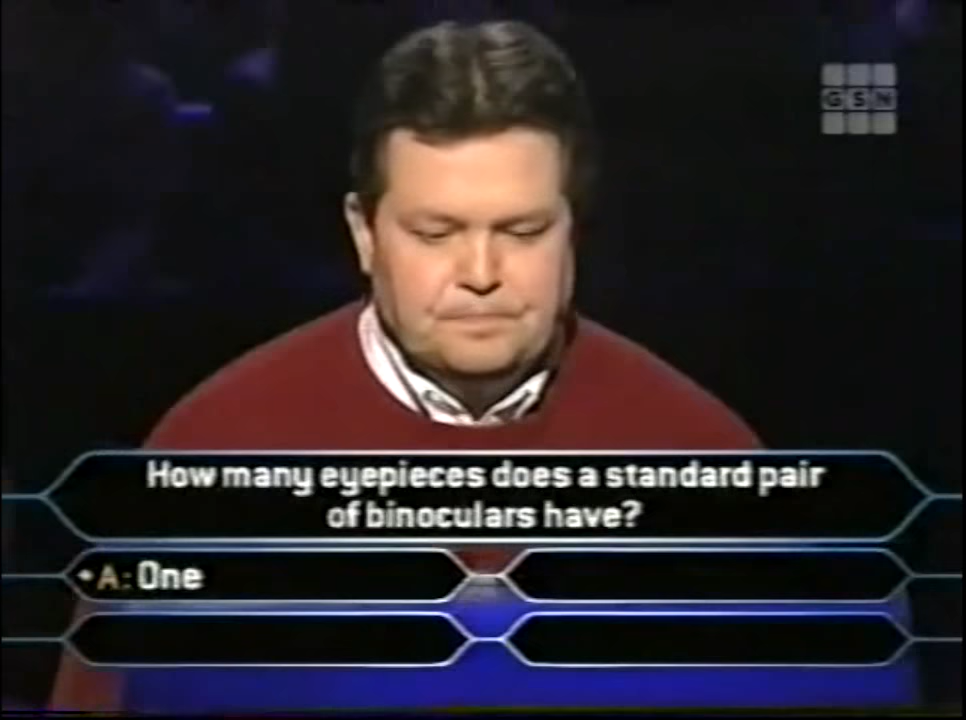 GSN
How many eyepieces does a standard pair
of binoculars have?
A: One